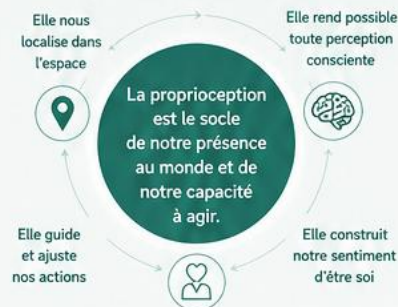 Elle nous
localise dans
l'espace
Elle rend possible
toute perception
consciente
La proprioception
est le socle
de notre présence
au monde et de
notre capacité
à agir.
Elle guide
et ajuste
nos actions
Elle construit
notre sentiment
d'être soi